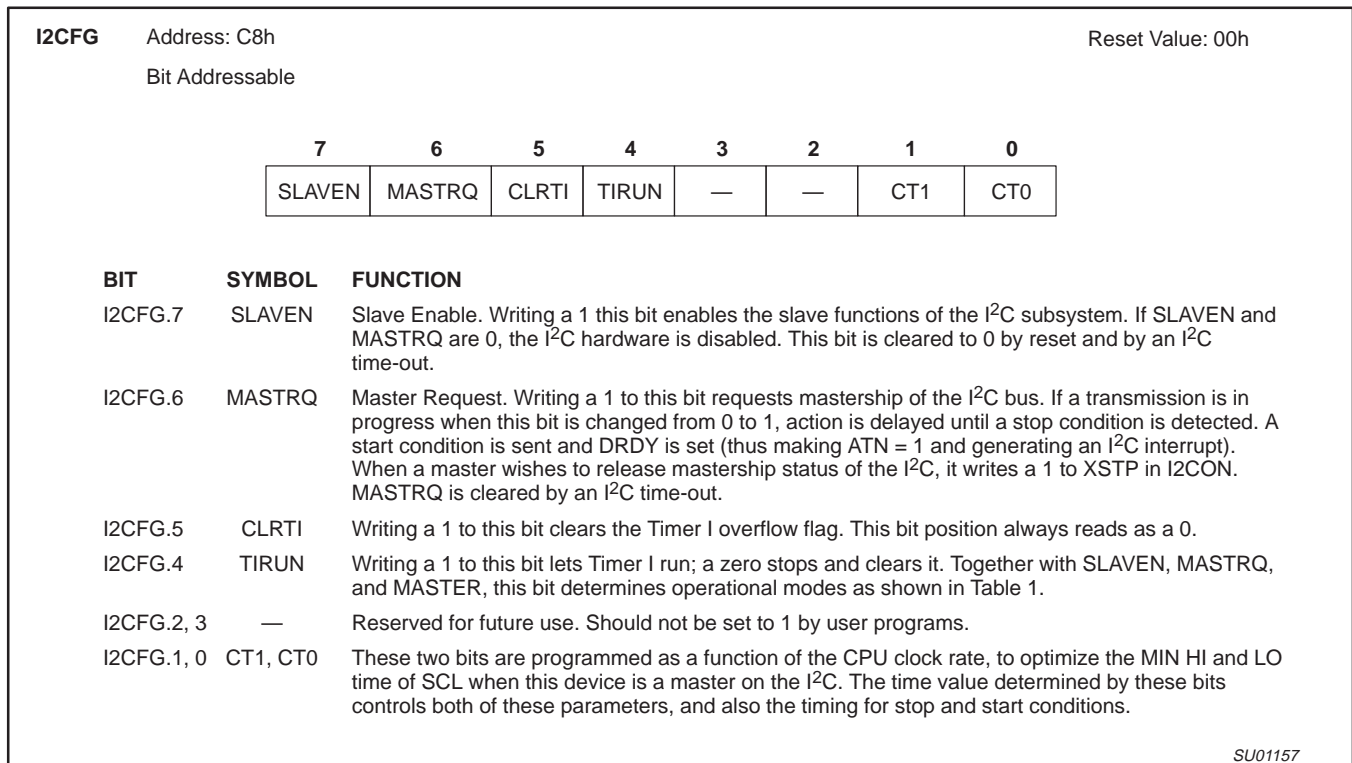 I2CFG Address: C8h Reset Value: 00h
Bit Addressable
7 6 5 4 3 2 1 0
SLAVEN MASTRQ CLRTI TIRUN — — CT1 CT0
BIT SYMBOL FUNCTION
I2CFG.7 SLAVEN Slave Enable. Writing a 1 this bit enables the slave functions of the I2C subsystem. If SLAVEN and
MASTRQ are 0, the I2C hardware is disabled. This bit is cleared to 0 by reset and by an I2C
time-out.
I2CFG.6 MASTRQ Master Request. Writing a 1 to this bit requests mastership of the I2C bus. If a transmission is in
progress when this bit is changed from 0 to 1, action is delayed until a stop condition is detected. A
start condition is sent and DRDY is set (thus making ATN = 1 and generating an I2C interrupt).
When a master wishes to release mastership status of the I2C, it writes a 1 to XSTP in I2CON.
MASTRQ is cleared by an I2C time-out.
I2CFG.5 CLRTI Writing a 1 to this bit clears the Timer I overflow flag. This bit position always reads as a 0.
I2CFG.4 TIRUN Writing a 1 to this bit lets Timer I run; a zero stops and clears it. Together with SLAVEN, MASTRQ,
and MASTER, this bit determines operational modes as shown in Table 1.
I2CFG.2, 3 — Reserved for future use. Should not be set to 1 by user programs.
I2CFG.1, 0 CT1, CT0 These two bits are programmed as a function of the CPU clock rate, to optimize the MIN HI and LO
time of SCL when this device is a master on the I2C. The time value determined by these bits
controls both of these parameters, and also the timing for stop and start conditions.
SU01157